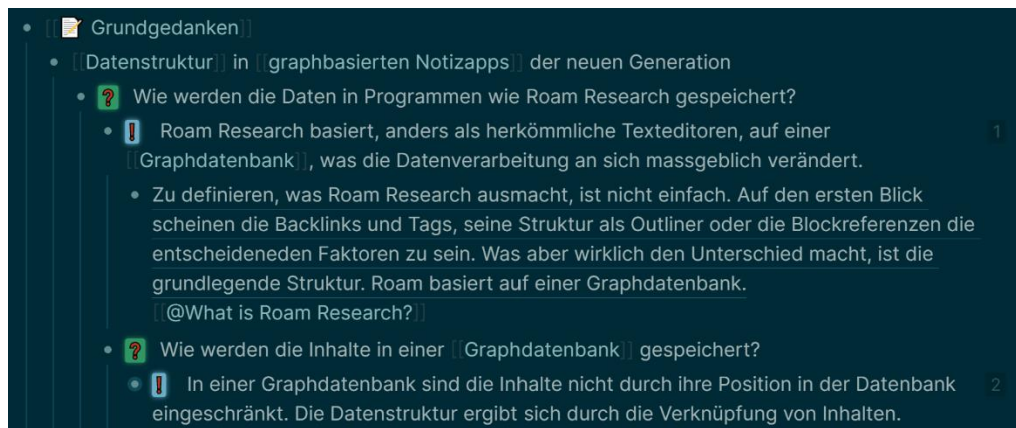 [[📝 Grundgedanken]]
[[Datenstruktur]] in [[graphbasierten Notizapps]] der neuen Generation
❓ Wie werden die Daten in Programmen wie Roam Research gespeichert?
❗ Roam Research basiert, anders als herkömmliche Texteditoren, auf einer 1
[[Graphdatenbank]], was die Datenverarbeitung an sich massgeblich verändert.
Zu definieren, was Roam Research ausmacht, ist nicht einfach. Auf den ersten Blick
scheinen die Backlinks und Tags, seine Struktur als Outliner oder die Blockreferenzen die
entscheideneden Faktoren zu sein. Was aber wirklich den Unterschied macht, ist die
grundlegende Struktur. Roam basiert auf einer Graphdatenbank.
[[@What is Roam Research?]]
❓ Wie werden die Inhalte in einer [[Graphdatenbank]] gespeichert?
❗ In einer Graphdatenbank sind die Inhalte nicht durch ihre Position in der Datenbank 2
eingeschränkt. Die Datenstruktur ergibt sich durch die Verknüpfung von Inhalten.